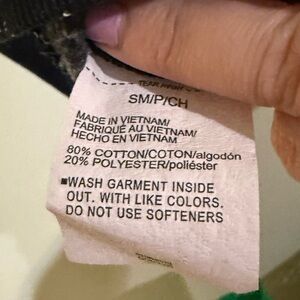 SM/P/CH
MADE IN VIETNAM/
FABRIQUÉ AU VIETNAM/
HECHO EN VIETNAM
80% COTTON/COTON/algodón
20% POLYESTER/poliéster
■WASH GARMENT INSIDE
OUT. WITH LIKE COLORS.
DO NOT USE SOFTENERS